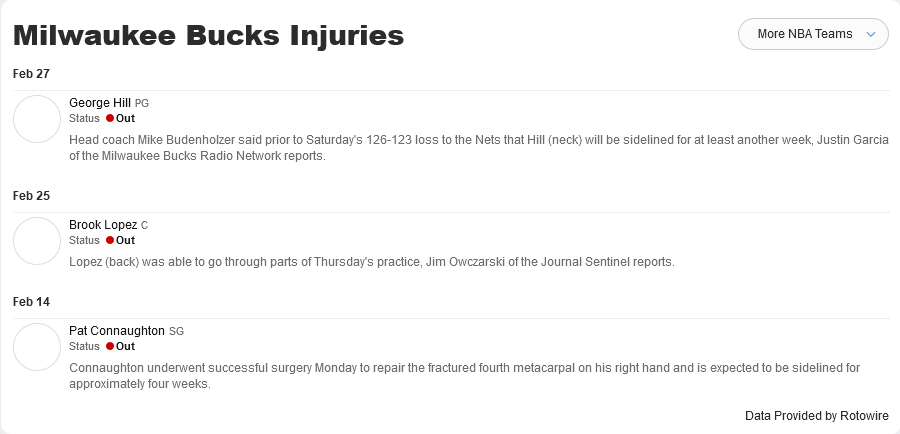 Milwaukee Bucks Injuries
More NBA Teams
Feb 27
George Hill PG
Status Out
Head coach Mike Budenholzer said prior to Saturday's 126-123 loss to the Nets that Hill (neck) will be sidelined for at least another week, Justin Garcia
of the Milwaukee Bucks Radio Network reports.
Feb 25
Brook Lopez C
Status Out
Lopez (back) was able to go through parts of Thursday's practice, Jim Owczarski of the Journal Sentinel reports.
Feb 14
Pat Connaughton SG
Status Out
Connaughton underwent successful surgery Monday to repair the fractured fourth metacarpal on his right hand and is expected to be sidelined for
approximately four weeks.
Data Provided by Rotowire